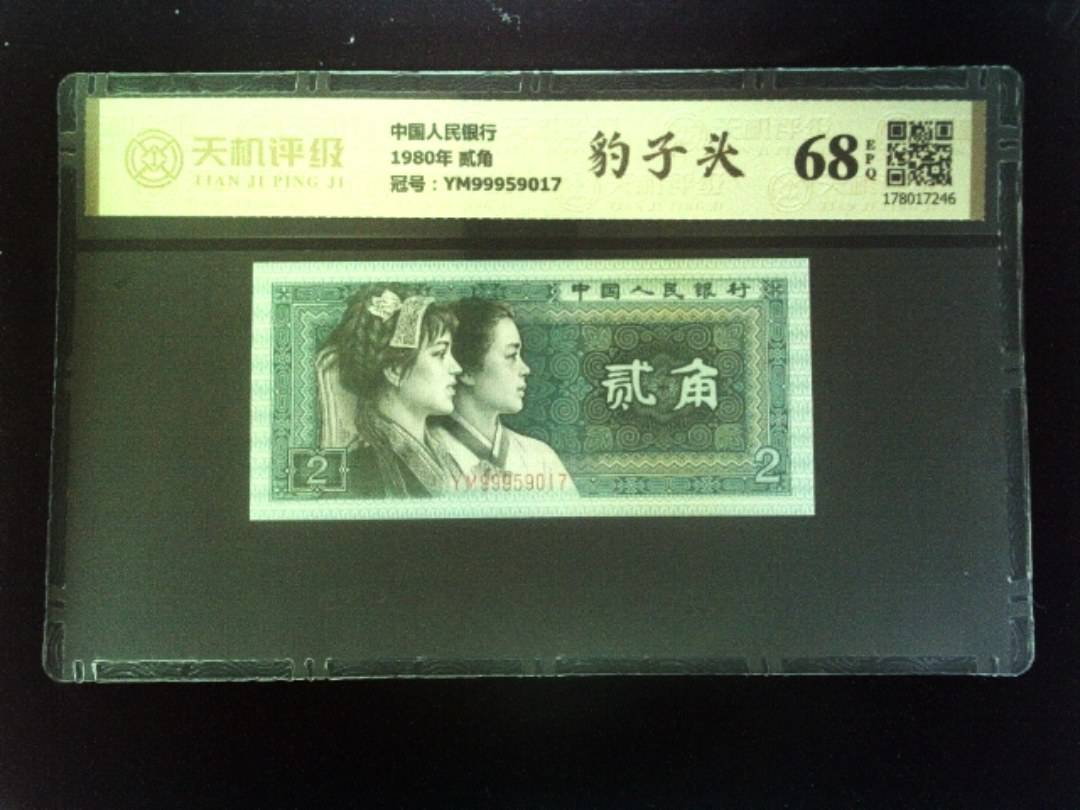 天机评级
TIAN JI PING JI
中国人民银行
1980年 贰角
冠号：YM99959017
豹子头
68
EPQ
178017246
中国人民银行
贰角
2
2
YM99959017